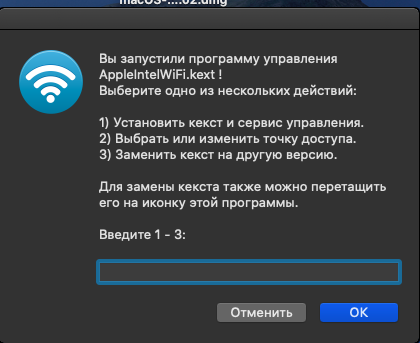 macOS-....02.dmg
Вы запустили программу управления
AppleIntelWiFi.kext !
Выберите одно из нескольких действий:
1) Установить кекст и сервис управления.
2) Выбрать или изменить точку доступа.
3) Заменить кекст на другую версию.
Для замены кекста также можно перетащить
его на иконку этой программы.
Введите 1 - 3:
Отменить
OK